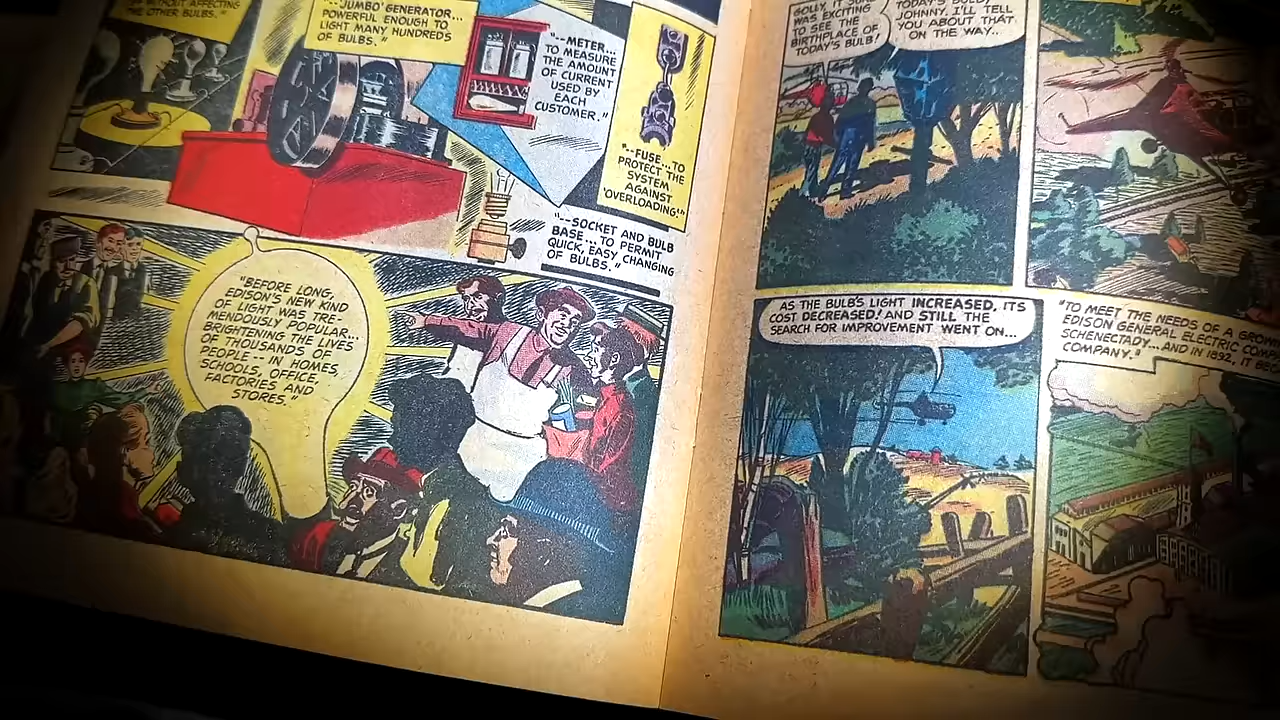 WITHOUT AFFECTING
THE OTHER BULBS."
"--'JUMBO' GENERATOR...
POWERFUL ENOUGH TO
LIGHT MANY HUNDREDS
OF BULBS."
"--METER...
TO MEASURE
THE AMOUNT
OF CURRENT
USED BY
EACH
CUSTOMER."
"--FUSE...TO
PROTECT THE
SYSTEM
AGAINST
'OVERLOADING!'"
"--SOCKET AND BULB
BASE...TO PERMIT
QUICK, EASY, CHANGING
OF BULBS."
"BEFORE LONG,
EDISON'S NEW KIND
OF LIGHT WAS TRE-
MENDOUSLY POPULAR...
BRIGHTENING THE LIVES
OF THOUSANDS OF
PEOPLE -- IN HOMES,
SCHOOLS, OFFICE,
FACTORIES AND
STORES."
GOLLY, IT SURE
WAS EXCITING
TO SEE THE
BIRTHPLACE OF
TODAY'S BULB!
TODAY'S BULB,
JOHNNY, I'LL TELL
YOU ABOUT THAT
ON THE WAY..
AS THE BULB'S LIGHT INCREASED, ITS
COST DECREASED! AND STILL THE
SEARCH FOR IMPROVEMENT WENT ON...
"TO MEET THE NEEDS OF A
EDISON GENERAL ELECTRIC
SCHENECTADY...AND IN 1892, IT
COMPANY."